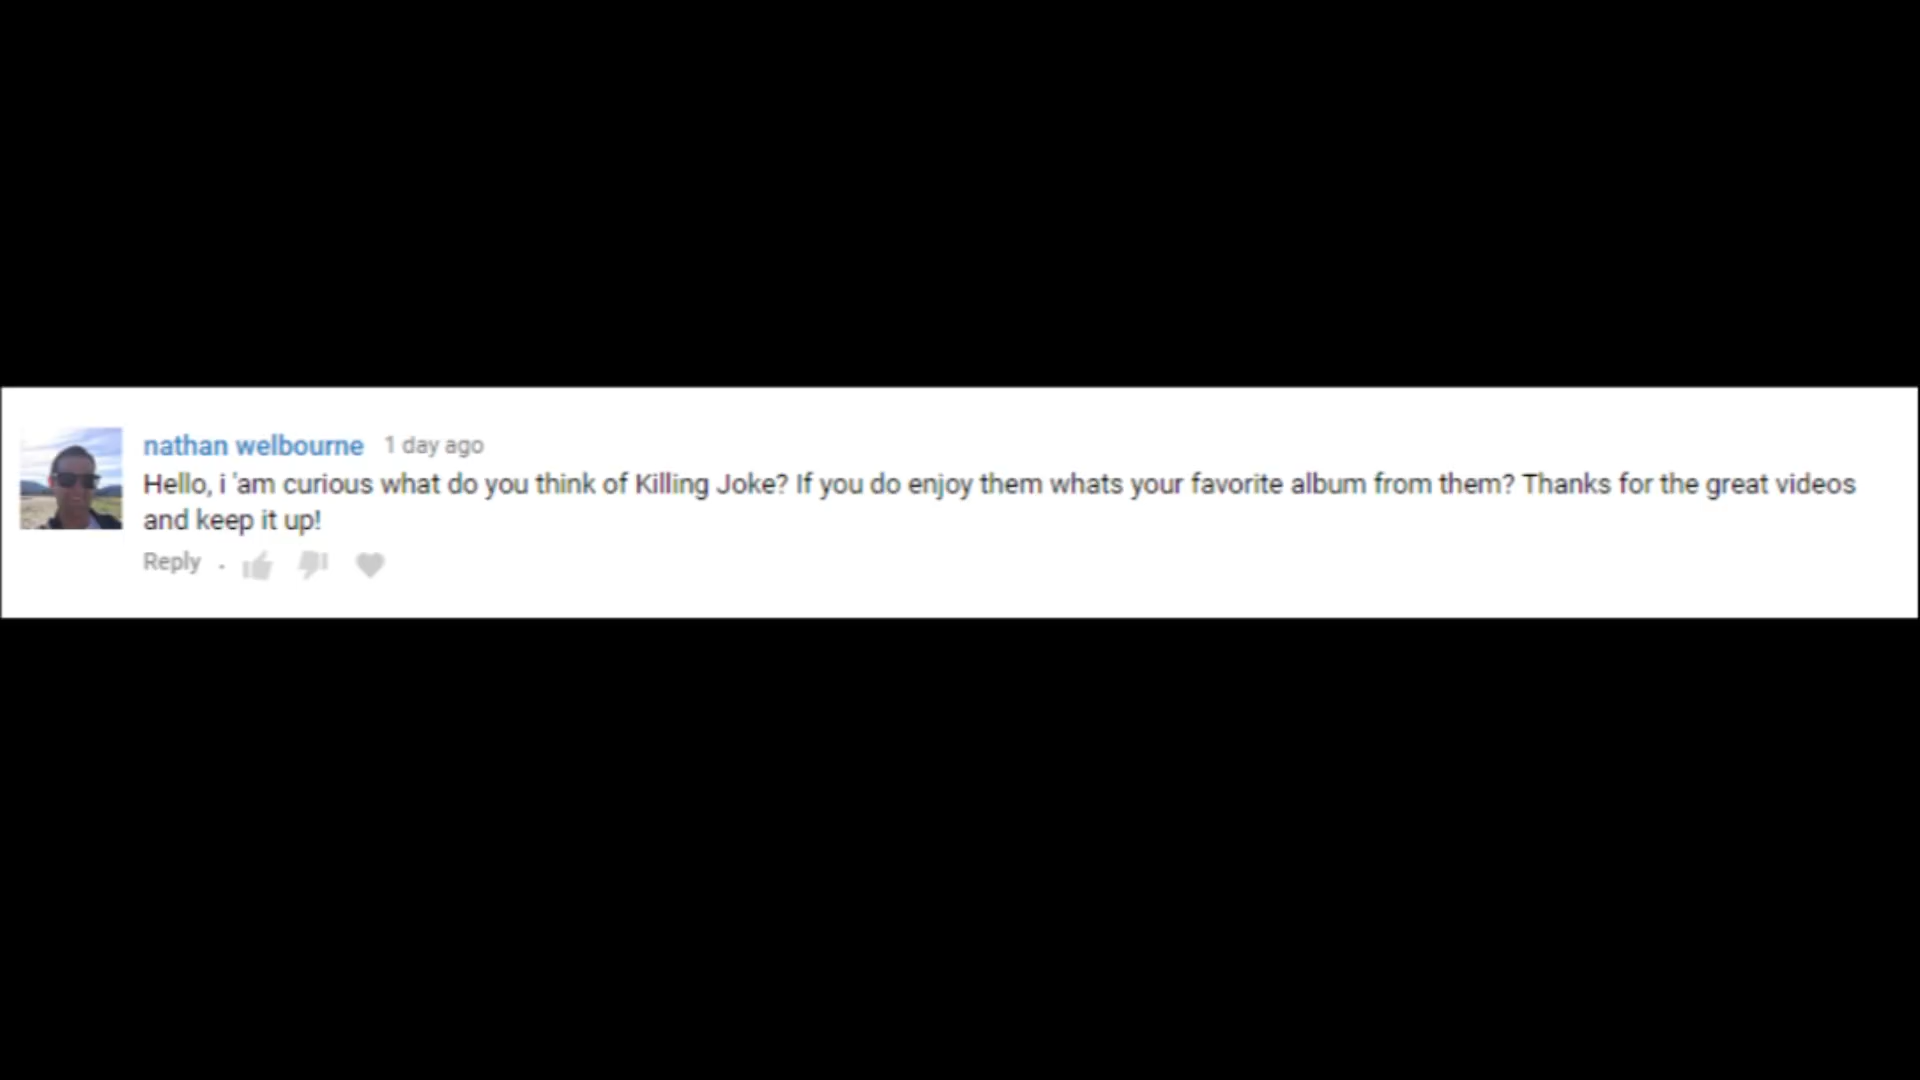 nathan welbourne 1 day ago
Hello, i 'am curious what do you think of Killing Joke? If you do enjoy them whats your favorite album from them? Thanks for the great videos
and keep it up!
Reply .